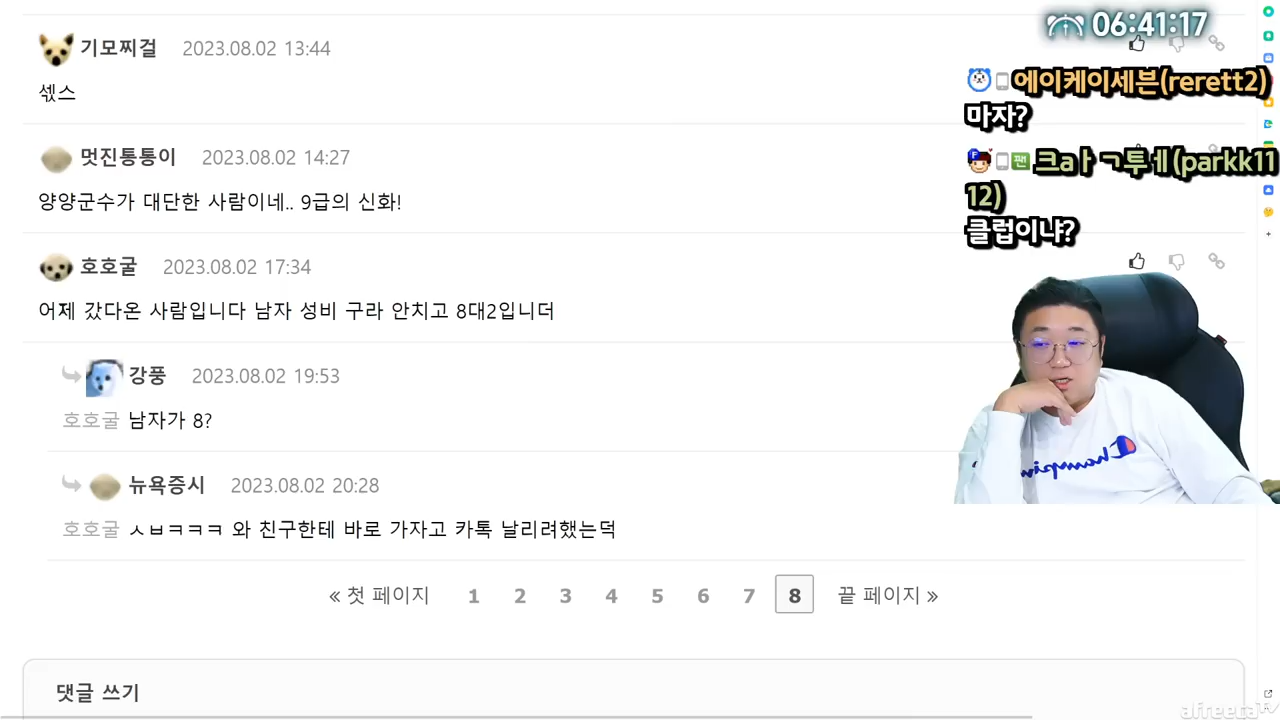 06:41:17
기모찌걸 2023.08.02 13:44
섻스
에이케이세븐(rerett2)
마자?
멋진통통이 2023.08.02 14:27
양양군수가 대단한 사람이네.. 9급의 신화!
크aㅏㄱ투ㅔ(parkk11
12)
클럽이냐?
호호굴 2023.08.02 17:34
어제 갔다온 사람입니다 남자 성비 구라 안치고 8대2입니더
강풍 2023.08.02 19:53
호호굴 남자가 8?
Champion
뉴욕증시 2023.08.02 20:28
호호굴 ㅅㅂㅋㅋㅋ 와 친구한테 바로 가자고 카톡 날리려했는덕
« 첫 페이지 1 2 3 4 5 6 7 8 끝 페이지 »
댓글 쓰기
afreecaTV